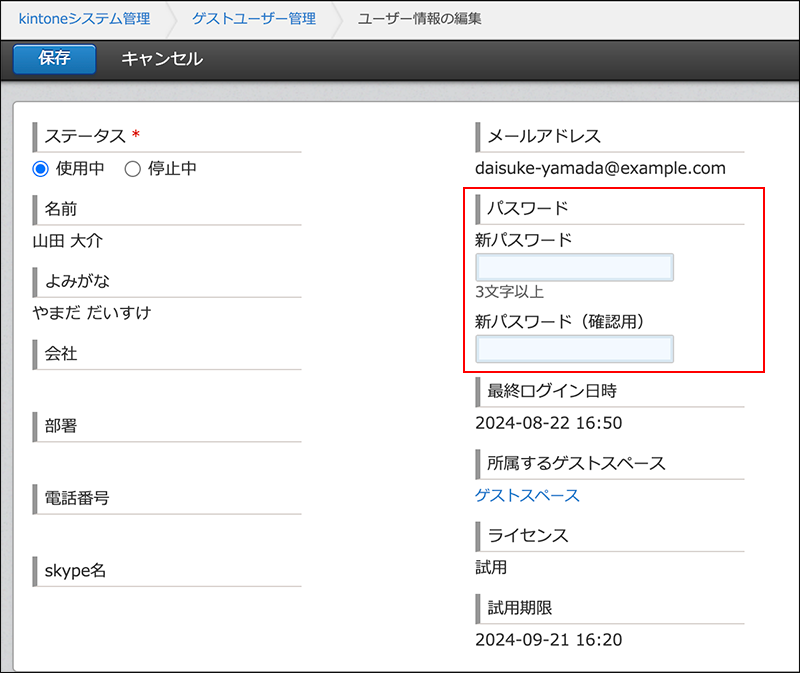 kintoneシステム管理 ゲストユーザー管理 ユーザー情報の編集
保存 キャンセル
ステータス *
使用中 停止中
名前
山田 大介
よみがな
やまだ だいすけ
会社
部署
電話番号
skype名
メールアドレス
daisuke-yamada@example.com
パスワード
新パスワード
3文字以上
新パスワード（確認用）
最終ログイン日時
2024-08-22 16:50
所属するゲストスペース
ゲストスペース
ライセンス
試用
試用期限
2024-09-21 16:20